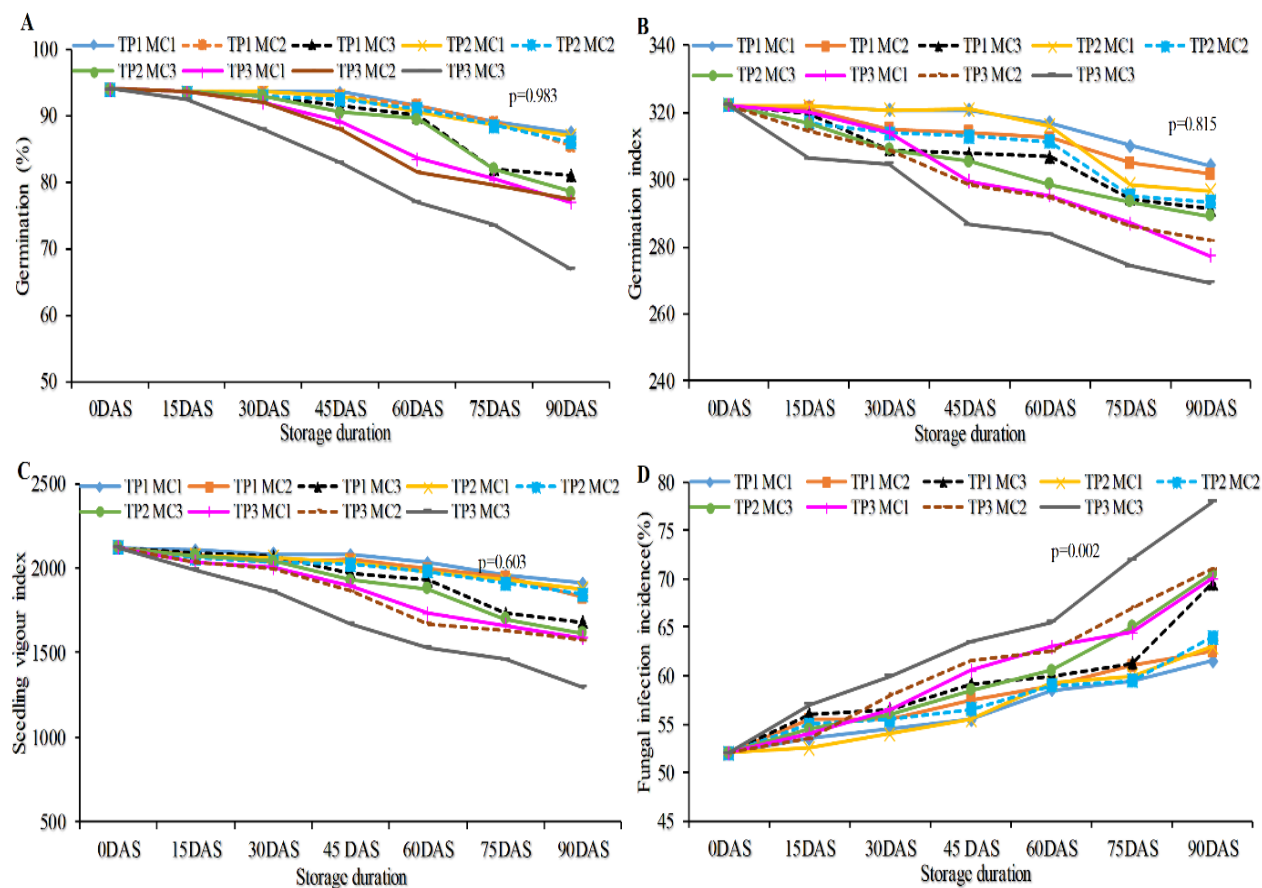 A
TP1 MC1 TP1 MC2 TP1 MC3 TP2 MC1 TP2 MC2
TP2 MC3 TP3 MC1 TP3 MC2 TP3 MC3
100
90
80
70
60
50
Germination (%)
p=0.983
0DAS 15DAS 30DAS 45DAS 60DAS 75DAS 90DAS
Storage duration
B
TP1 MC1 TP1 MC2 TP1 MC3 TP2 MC1 TP2 MC2
TP2 MC3 TP3 MC1 TP3 MC2 TP3 MC3
340
320
300
280
260
240
Germination index
p=0.815
0DAS 15DAS 30DAS 45DAS 60DAS 75DAS 90DAS
Storage duration
C
TP1 MC1 TP1 MC2 TP1 MC3 TP2 MC1 TP2 MC2
TP2 MC3 TP3 MC1 TP3 MC2 TP3 MC3
2500
2000
1500
1000
500
Seedling vigour index
p=0.603
0DAS 15DAS 30DAS 45 DAS 60DAS 75DAS 90DAS
Storage duration
D
TP1 MC1 TP1 MC2 TP1 MC3 TP2 MC1 TP2 MC2
TP2 MC3 TP3 MC1 TP3 MC2 TP3 MC3
80
75
70
65
60
55
50
45
Fungal infection incidence(%)
p=0.002
0DAS 15DAS 30DAS 45DAS 60DAS 75DAS 90DAS
Storage duration